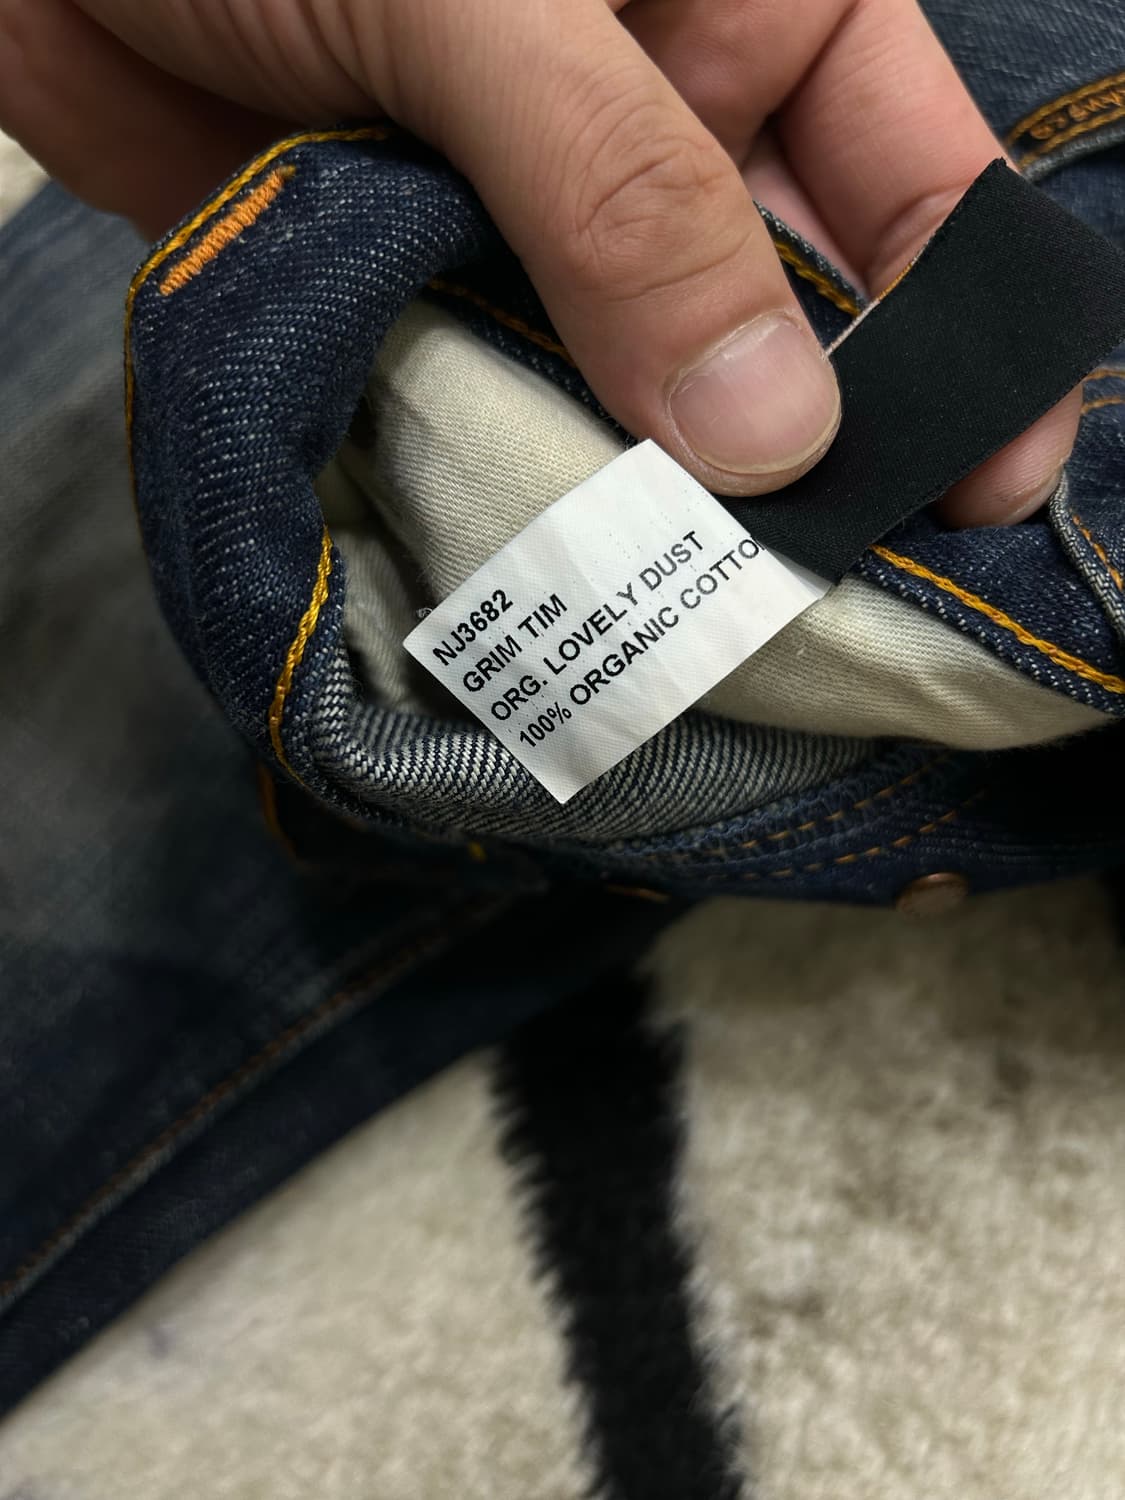 NJ3682
GRIM TIM
ORG. LOVELY DUST
100% ORGANIC COTTO